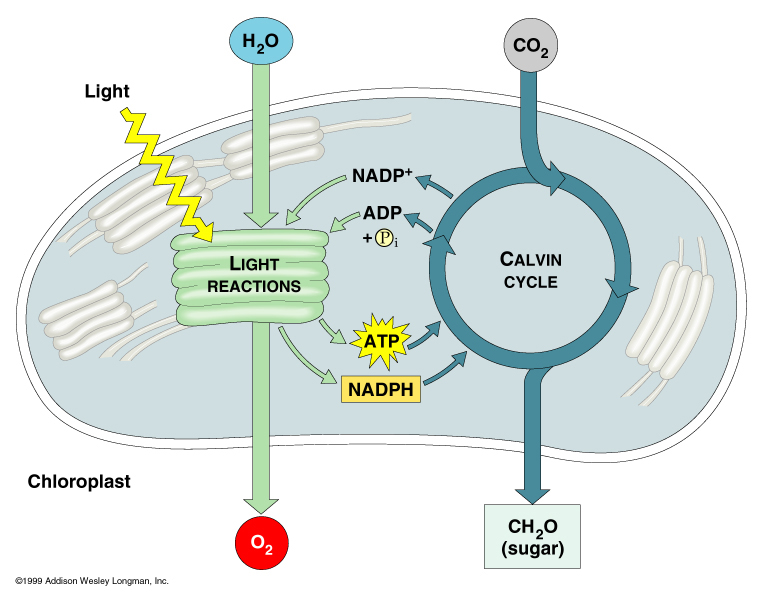 H₂O
CO₂
Light
NADP⁺
ADP
+ Ⓟᵢ
LIGHT
REACTIONS
CALVIN
CYCLE
ATP
NADPH
Chloroplast
O₂
CH₂O
(sugar)
©1999 Addison Wesley Longman, Inc.